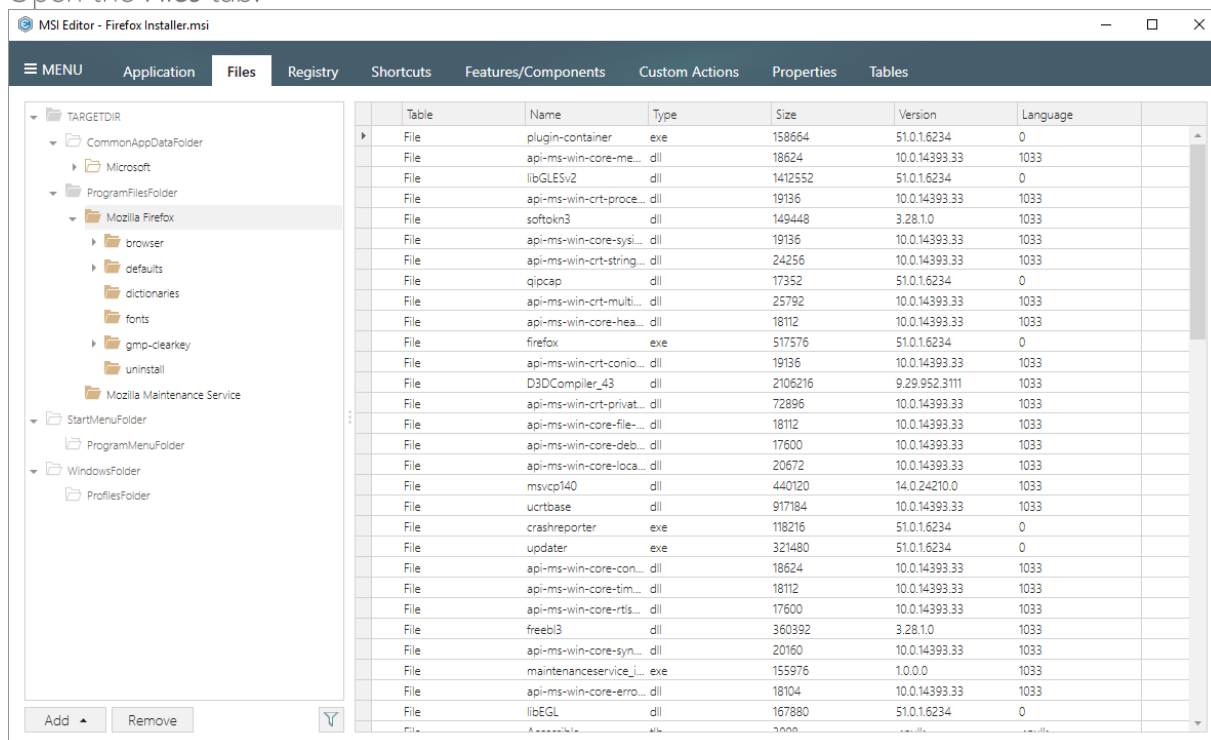 Open the Files tab.
MSI Editor - Firefox Installer.msi
MENU Application Files Registry Shortcuts Features/Components Custom Actions Properties Tables
TARGETDIR
CommonAppDataFolder
Microsoft
ProgramFilesFolder
Mozilla Firefox
browser
defaults
dictionaries
fonts
gmp-clearkey
uninstall
Mozilla Maintenance Service
StartMenuFolder
ProgramMenuFolder
WindowsFolder
ProfilesFolder
Add Remove
Table Name Type Size Version Language
File plugin-container exe 158664 51.0.1.6234 0
File api-ms-win-core-me... dll 18624 10.0.14393.33 1033
File libGLESv2 dll 1412552 51.0.1.6234 0
File api-ms-win-crt-proce... dll 19136 10.0.14393.33 1033
File softokn3 dll 149448 3.28.1.0 1033
File api-ms-win-core-sysi... dll 19136 10.0.14393.33 1033
File api-ms-win-crt-string... dll 24256 10.0.14393.33 1033
File qipcap dll 17352 51.0.1.6234 0
File api-ms-win-crt-multi... dll 25792 10.0.14393.33 1033
File api-ms-win-core-hea... dll 18112 10.0.14393.33 1033
File firefox exe 517576 51.0.1.6234 0
File api-ms-win-crt-conio... dll 19136 10.0.14393.33 1033
File D3DCompiler_43 dll 2106216 9.29.952.3111 1033
File api-ms-win-crt-privat... dll 72896 10.0.14393.33 1033
File api-ms-win-core-file-... dll 18112 10.0.14393.33 1033
File api-ms-win-core-deb... dll 17600 10.0.14393.33 1033
File api-ms-win-core-loca... dll 20672 10.0.14393.33 1033
File msvcp140 dll 440120 14.0.24210.0 1033
File ucrtbase dll 917184 10.0.14393.33 1033
File crashreporter exe 118216 51.0.1.6234 0
File updater exe 321480 51.0.1.6234 0
File api-ms-win-core-con... dll 18624 10.0.14393.33 1033
File api-ms-win-core-tim... dll 18112 10.0.14393.33 1033
File api-ms-win-core-rtls... dll 17600 10.0.14393.33 1033
File freebl3 dll 360392 3.28.1.0 1033
File api-ms-win-core-syn... dll 20160 10.0.14393.33 1033
File maintenanceservice_i... exe 155976 1.0.0.0 1033
File api-ms-win-core-erro... dll 18104 10.0.14393.33 1033
File libEGL dll 167880 51.0.1.6234 0